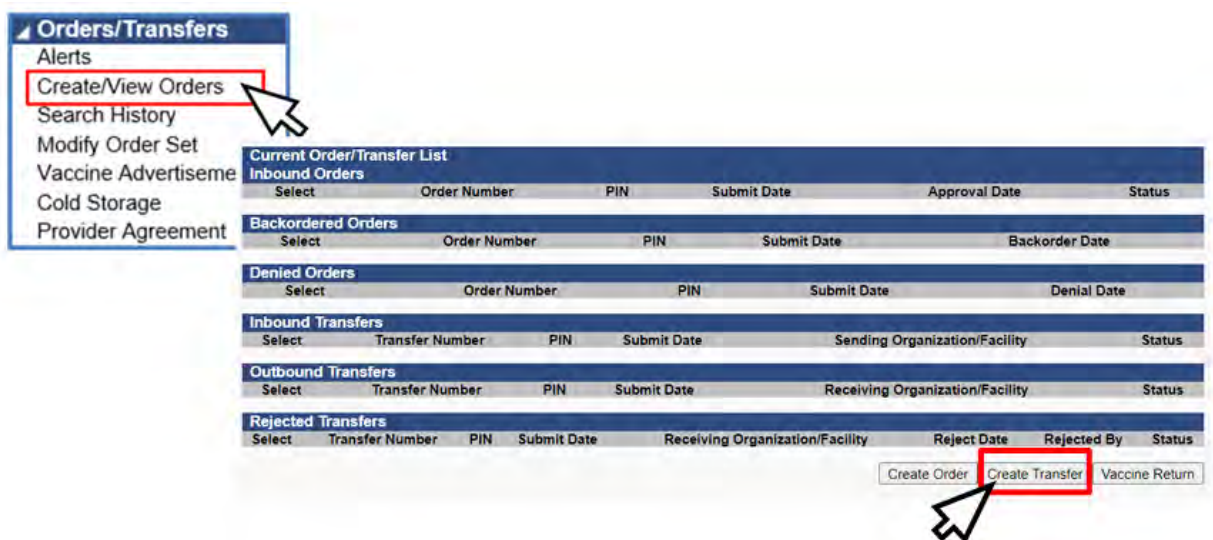 Orders/Transfers
Alerts
Create/View Orders
Search History
Modify Order Set
Vaccine Advertiseme
Cold Storage
Provider Agreement
Current Order/Transfer List
Inbound Orders
Select Order Number PIN Submit Date Approval Date Status
Backordered Orders
Select Order Number PIN Submit Date Backorder Date
Denied Orders
Select Order Number PIN Submit Date Denial Date
Inbound Transfers
Select Transfer Number PIN Submit Date Sending Organization/Facility Status
Outbound Transfers
Select Transfer Number PIN Submit Date Receiving Organization/Facility Status
Rejected Transfers
Select Transfer Number PIN Submit Date Receiving Organization/Facility Reject Date Rejected By Status
Create Order Create Transfer Vaccine Return